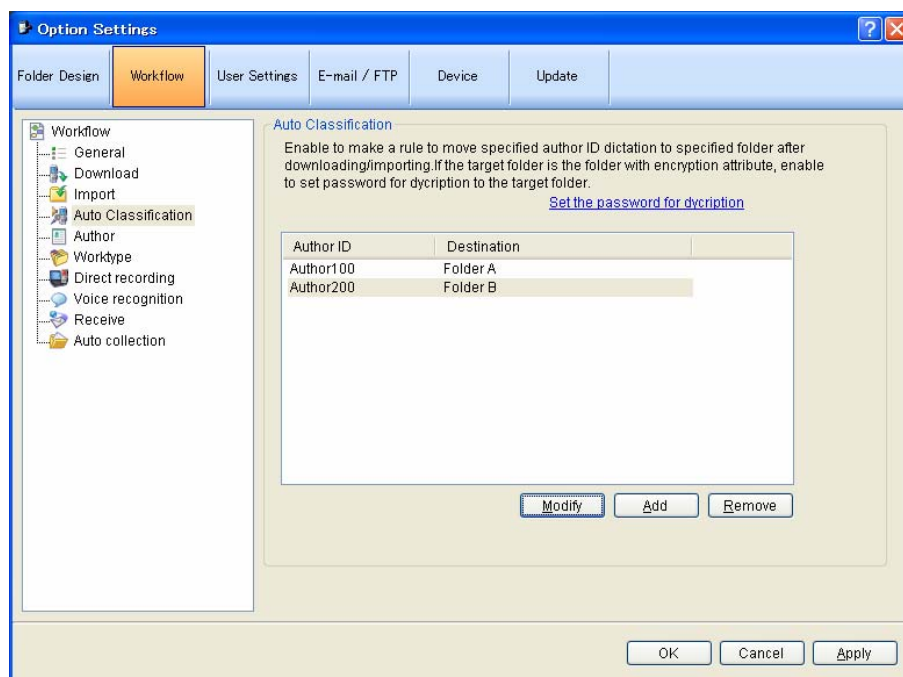 Option Settings
Folder Design Workflow User Settings E-mail / FTP Device Update
Workflow
General
Download
Import
Auto Classification
Author
Worktype
Direct recording
Voice recognition
Receive
Auto collection
Auto Classification
Enable to make a rule to move specified author ID dictation to specified folder after
downloading/importing.If the target folder is the folder with encryption attribute, enable
to set password for dycription to the target folder.
Set the password for dycription
Author ID Destination
Author100 Folder A
Author200 Folder B
Modify Add Remove
OK Cancel Apply